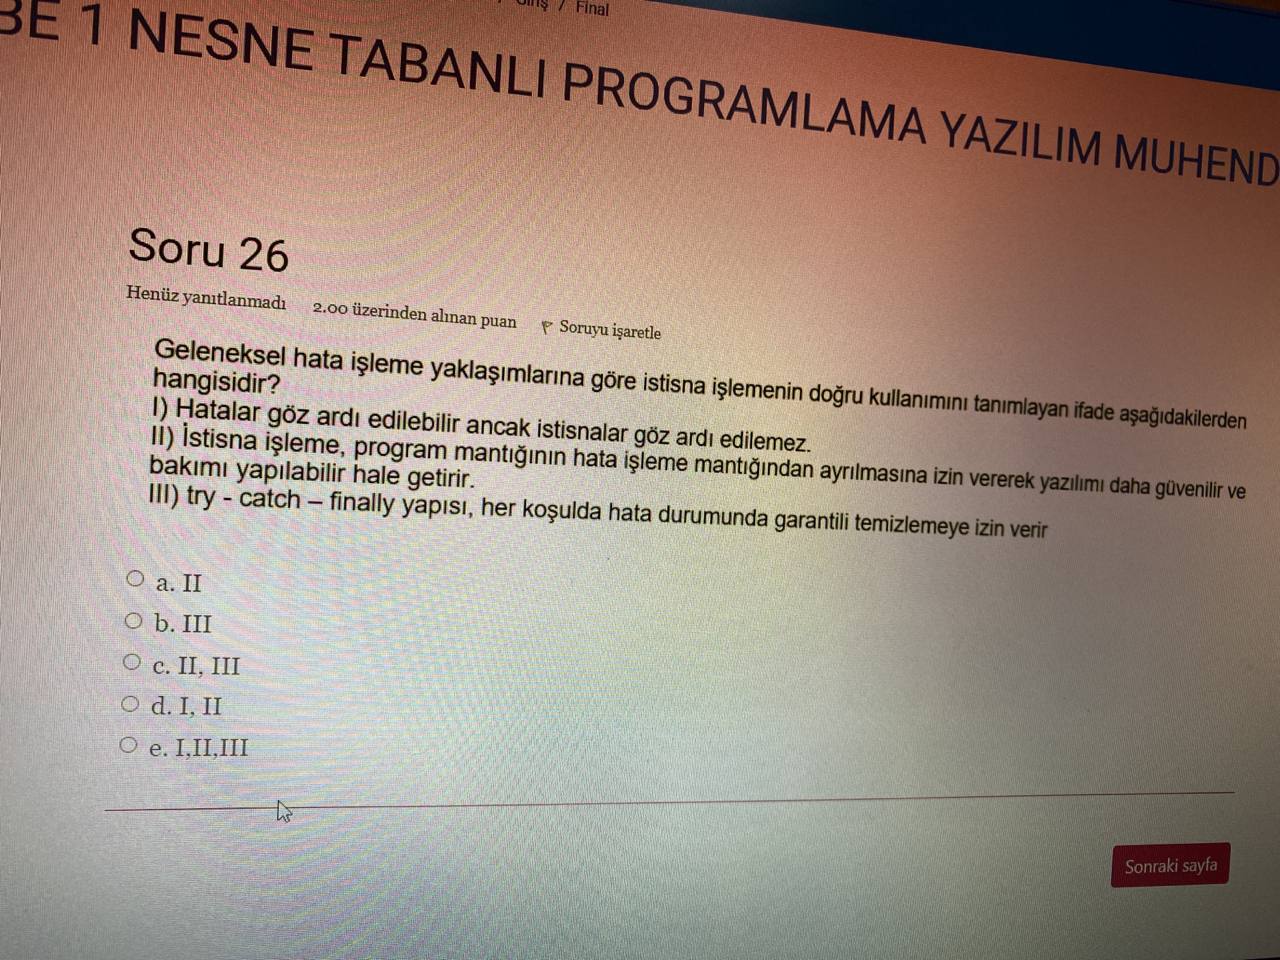 / Giriş / Final
BE 1 NESNE TABANLI PROGRAMLAMA YAZILIM MUHEND
Soru 26
Henüz yanıtlanmadı 2.00 üzerinden alınan puan Soruyu işaretle
Geleneksel hata işleme yaklaşımlarına göre istisna işlemenin doğru kullanımını tanımlayan ifade aşağıdakilerden
hangisidir?
I) Hatalar göz ardı edilebilir ancak istisnalar göz ardı edilemez.
II) İstisna işleme, program mantığının hata işleme mantığından ayrılmasına izin vererek yazılımı daha güvenilir ve
bakımı yapılabilir hale getirir.
III) try - catch – finally yapısı, her koşulda hata durumunda garantili temizlemeye izin verir
a. II
b. III
c. II, III
d. I, II
e. I,II,III
Sonraki sayfa